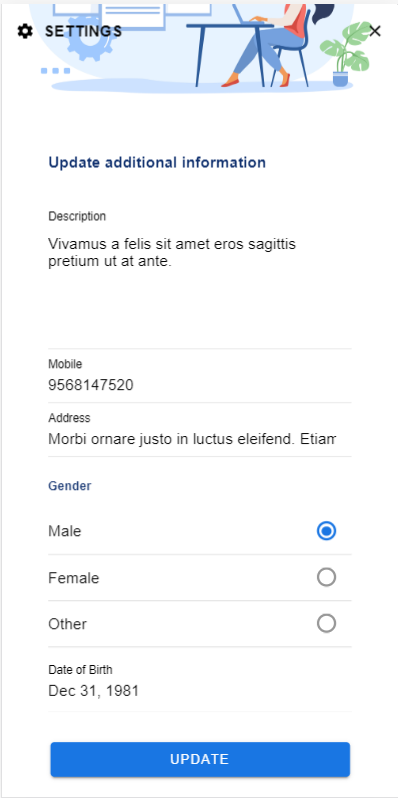 SETTINGS
Update additional information
Description
Vivamus a felis sit amet eros sagittis
pretium ut at ante.
Mobile
9568147520
Address
Morbi ornare justo in luctus eleifend. Etiam
Gender
Male
Female
Other
Date of Birth
Dec 31, 1981
UPDATE